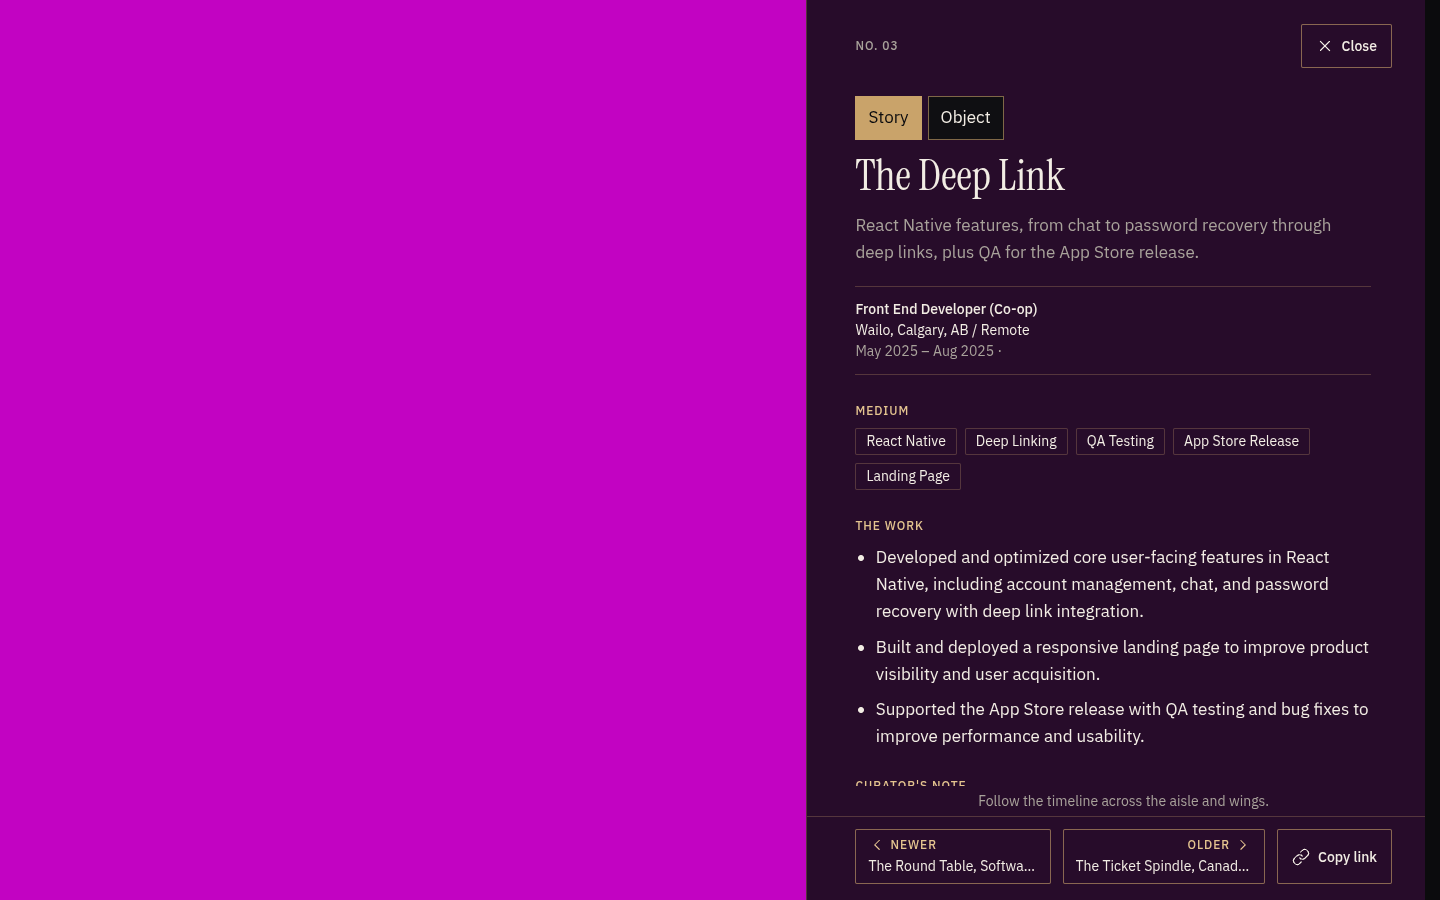 NO. 03
Close
Story
Object
The Deep Link
React Native features, from chat to password recovery through
deep links, plus QA for the App Store release.
Front End Developer (Co-op)
Wailo, Calgary, AB / Remote
May 2025 – Aug 2025 ·
MEDIUM
React Native
Deep Linking
QA Testing
App Store Release
Landing Page
THE WORK
• Developed and optimized core user-facing features in React
Native, including account management, chat, and password
recovery with deep link integration.
• Built and deployed a responsive landing page to improve product
visibility and user acquisition.
• Supported the App Store release with QA testing and bug fixes to
improve performance and usability.
CURATOR'S NOTE
Follow the timeline across the aisle and wings.
NEWER
The Round Table, Softwa...
OLDER
The Ticket Spindle, Canad...
Copy link